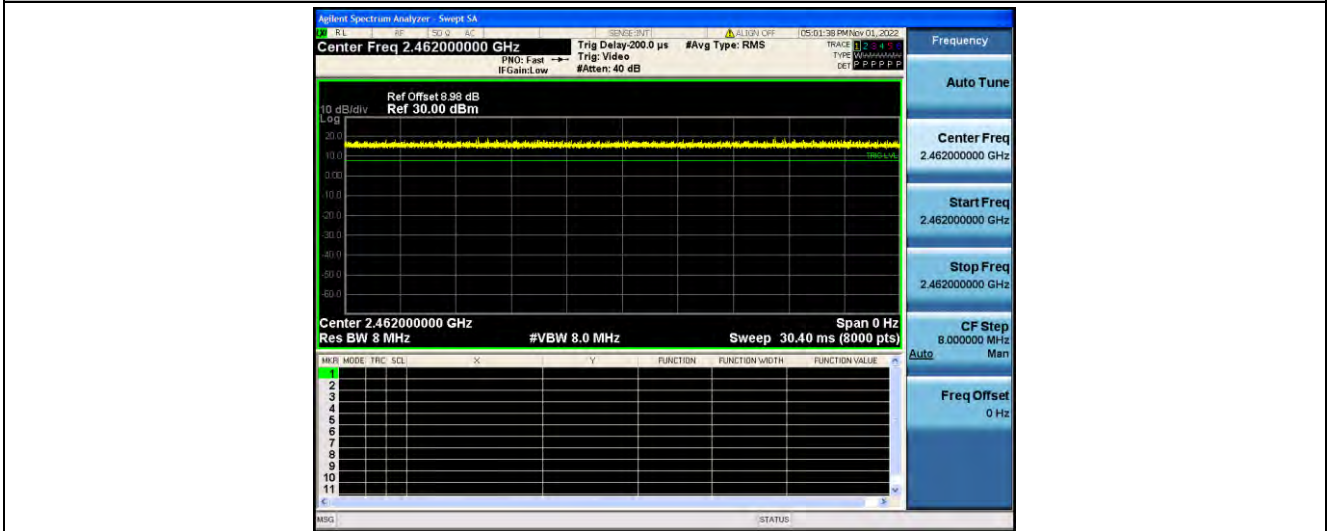 Agilent Spectrum Analyzer - Swept SA
RL RF 50 Ω AC SENSE:INT ALIGN OFF 05:01:38 PM Nov 01, 2022
Center Freq 2.462000000 GHz
PNO: Fast
IFGain:Low
Trig Delay-200.0 µs
Trig: Video
#Atten: 40 dB
#Avg Type: RMS
TRACE 1 2 3 4 5 6
TYPE
DET P P P P P P
Ref Offset 8.98 dB
10 dB/div Ref 30.00 dBm
Log
20.0
10.0
TRIG LVL
0.00
-10.0
-20.0
-30.0
-40.0
-50.0
-60.0
Center 2.462000000 GHz Span 0 Hz
Res BW 8 MHz #VBW 8.0 MHz Sweep 30.40 ms (8000 pts)
MKR MODE TRC SCL X Y FUNCTION FUNCTION WIDTH FUNCTION VALUE
1
2
3
4
5
6
7
8
9
10
11
MSG STATUS
Frequency
Auto Tune
Center Freq
2.462000000 GHz
Start Freq
2.462000000 GHz
Stop Freq
2.462000000 GHz
CF Step
8.000000 MHz
Auto Man
Freq Offset
0 Hz